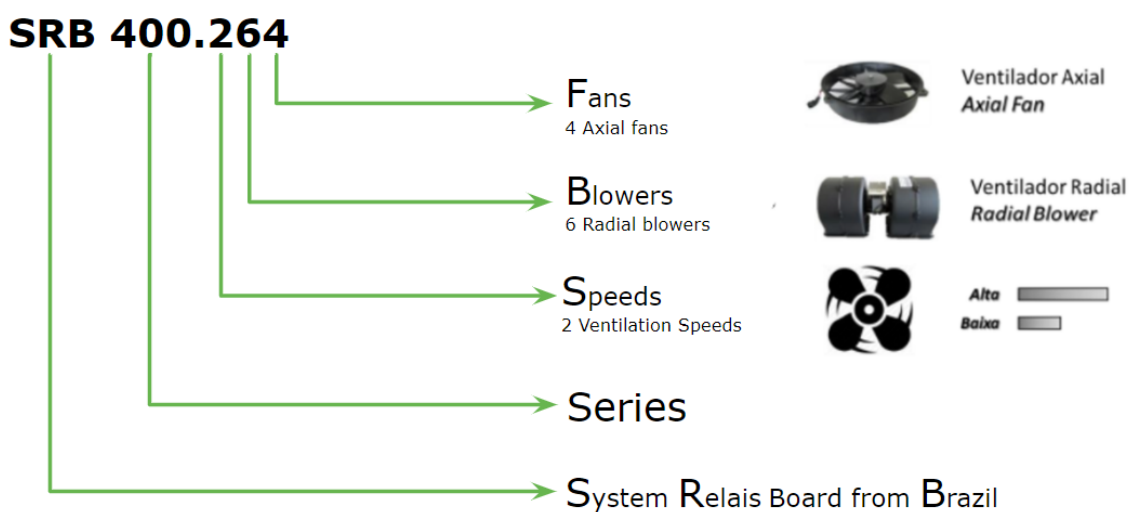 SRB 400.264
Fans
4 Axial fans
Ventilador Axial
Axial Fan
Blowers
6 Radial blowers
Ventilador Radial
Radial Blower
Speeds
2 Ventilation Speeds
Alta
Baixa
Series
System Relais Board from Brazil